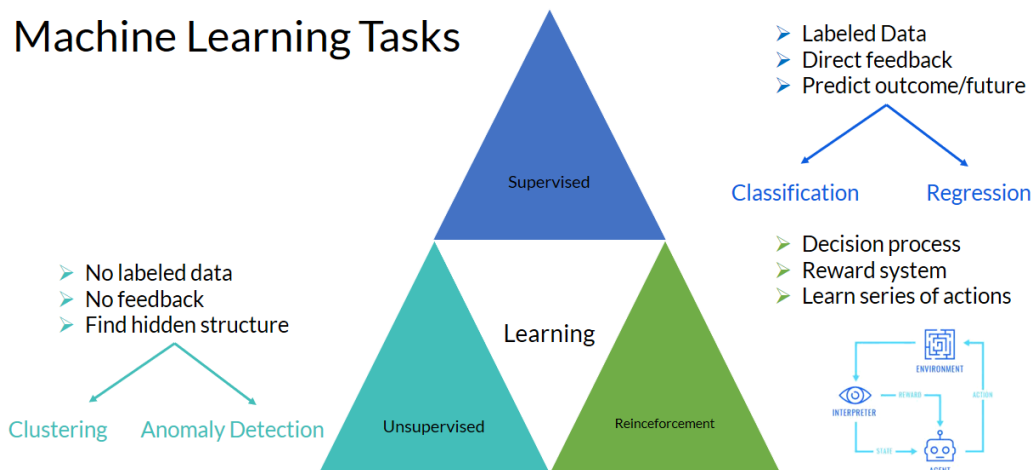 Machine Learning Tasks
Labeled Data
Direct feedback
Predict outcome/future
Supervised
Classification
Regression
Decision process
Reward system
Learn series of actions
No labeled data
No feedback
Find hidden structure
Learning
Clustering
Anomaly Detection
Unsupervised
Reinceforcement
ENVIRONMENT
REWARD
ACTION
INTERPRETER
STATE
AGENT